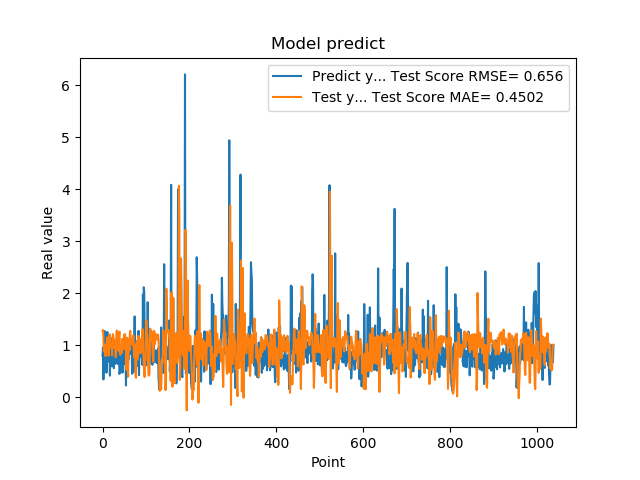 Model predict
Predict y... Test Score RMSE= 0.656
Test y... Test Score MAE= 0.4502
6
5
4
3
2
1
0
Real value
0 200 400 600 800 1000
Point